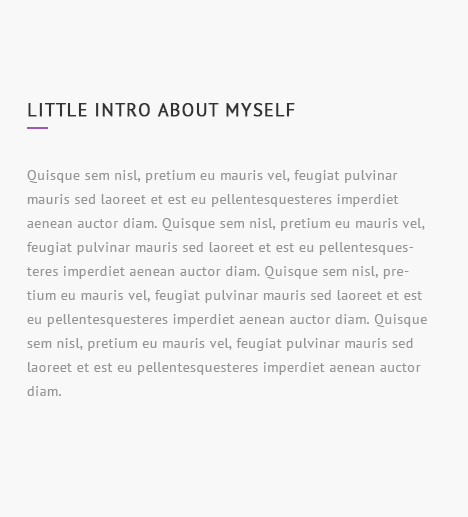 LITTLE INTRO ABOUT MYSELF
Quisque sem nisl, pretium eu mauris vel, feugiat pulvinar
mauris sed laoreet et est eu pellentesquesteres imperdiet
aenean auctor diam. Quisque sem nisl, pretium eu mauris vel,
feugiat pulvinar mauris sed laoreet et est eu pellentesques-
teres imperdiet aenean auctor diam. Quisque sem nisl, pre-
tium eu mauris vel, feugiat pulvinar mauris sed laoreet et est
eu pellentesquesteres imperdiet aenean auctor diam. Quisque
sem nisl, pretium eu mauris vel, feugiat pulvinar mauris sed
laoreet et est eu pellentesquesteres imperdiet aenean auctor
diam.